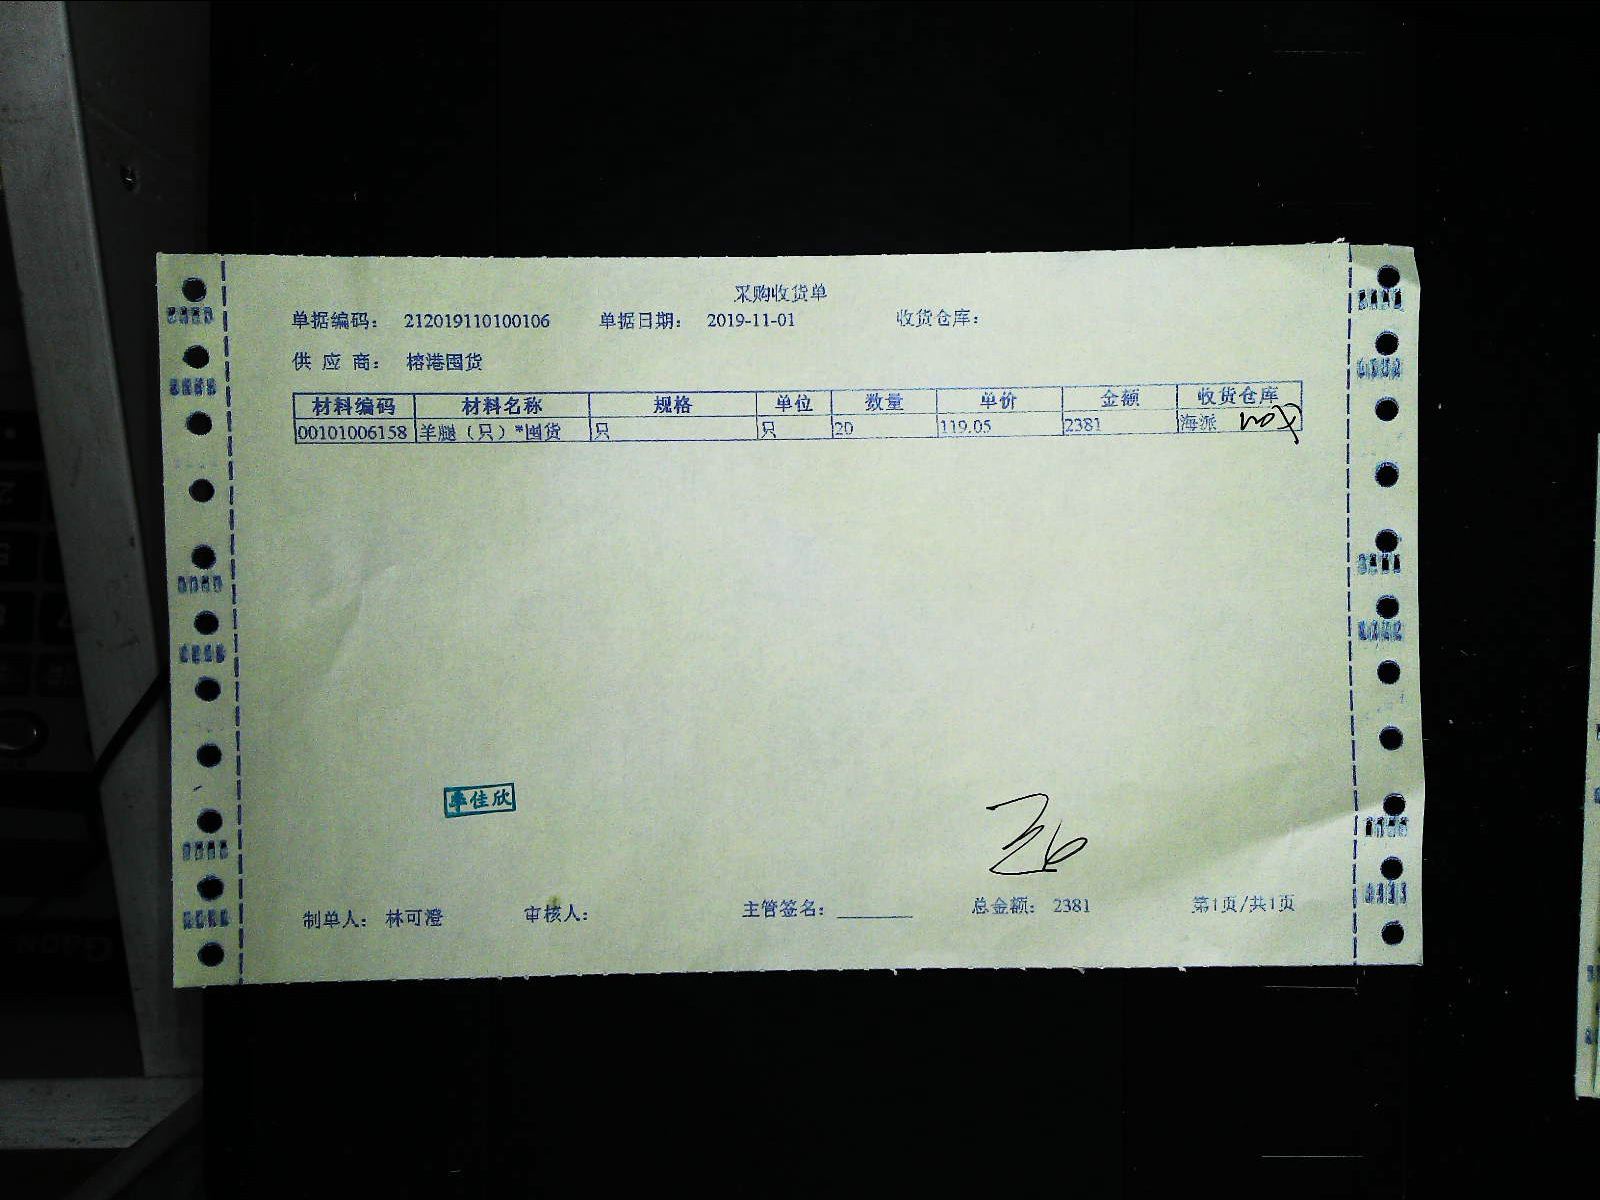 采购收货单
单据编码: 212019110100106 单据日期: 2019-11-01 收货仓库:
供 应 商: 榕港囤货
材料编码 材料名称 规格 单位 数量 单价 金额 收货仓库
00101006158 羊腿(只)*囤货 只 只 20 119.05 2381 海派
佳欣
制单人: 林可澄 审核人: 主管签名: ________ 总金额: 2381 第1页/共1页